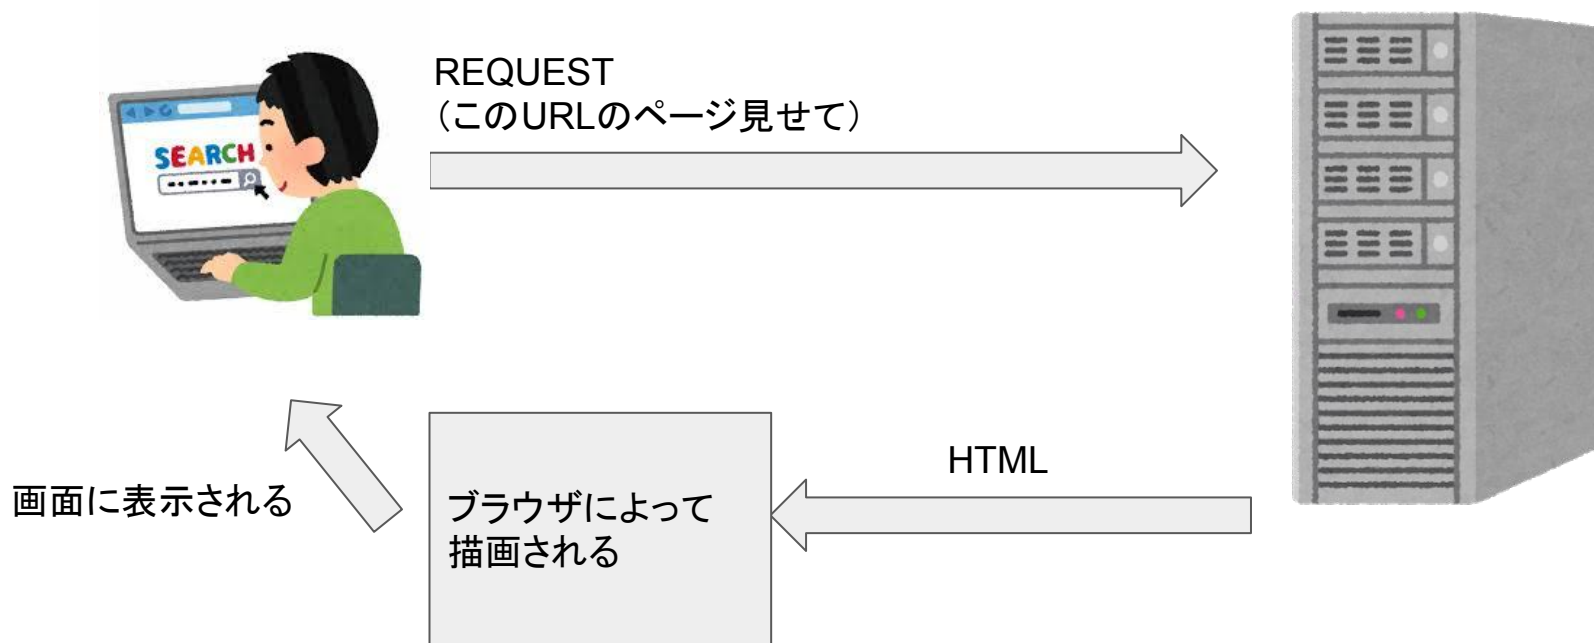 REQUEST
（このURLのページ見せて）
SEARCH
HTML
画面に表示される
ブラウザによって
描画される